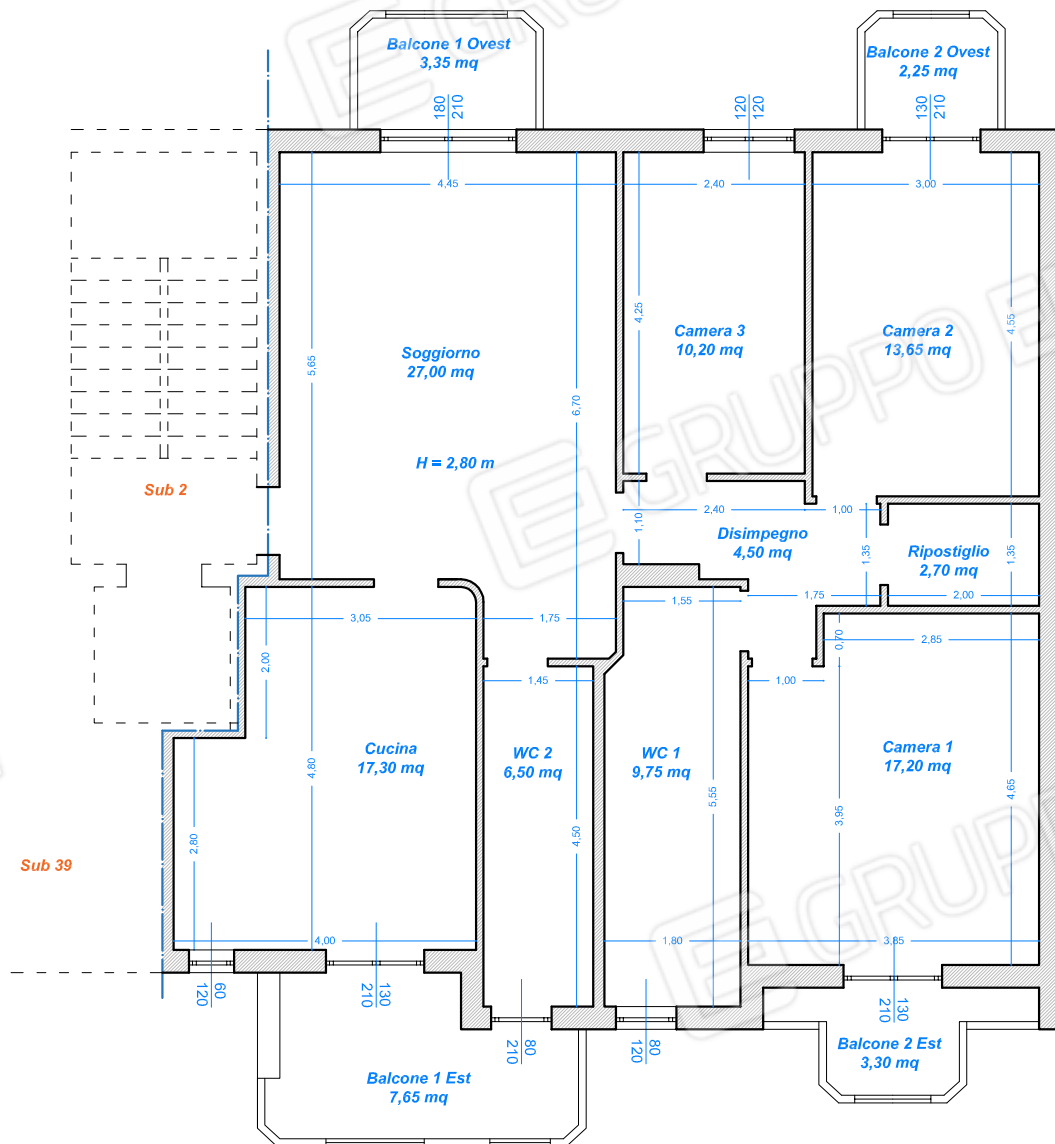 Balcone 1 Ovest
3,35 mq
Balcone 2 Ovest
2,25 mq
180
210
120
120
130
210
4,45
2,40
3,00
5,65
4,25
4,55
6,70
Soggiorno
27,00 mq
Camera 3
10,20 mq
Camera 2
13,65 mq
H = 2,80 m
Sub 2
2,40
1,00
1,10
Disimpegno
4,50 mq
1,35
Ripostiglio
2,70 mq
1,35
3,05
1,75
1,55
1,75
2,00
2,00
0,70
2,85
1,45
1,00
Cucina
17,30 mq
WC 2
6,50 mq
WC 1
9,75 mq
Camera 1
17,20 mq
4,80
5,55
4,65
2,80
4,50
3,95
Sub 39
4,00
1,80
3,85
60
120
130
210
80
210
80
120
130
210
Balcone 2 Est
3,30 mq
Balcone 1 Est
7,65 mq
GRUPPO E
GRUPPO